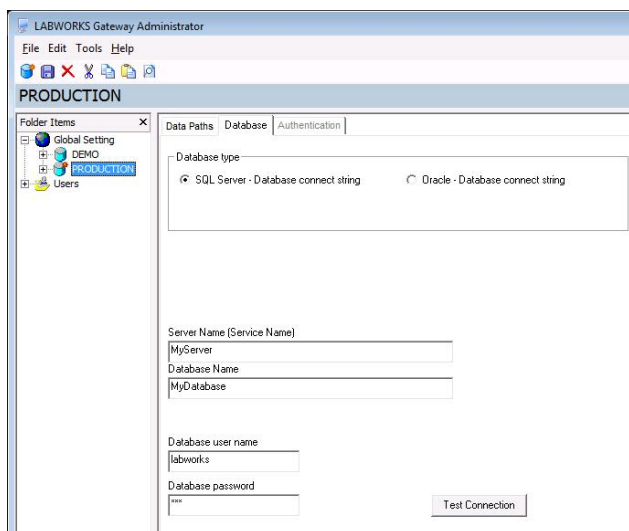 LABWORKS Gateway Administrator
File Edit Tools Help
PRODUCTION
Folder Items
Data Paths Database Authentication
Global Setting
DEMO
PRODUCTION
Users
Database type
SQL Server - Database connect string Oracle - Database connect string
Server Name (Service Name)
MyServer
Database Name
MyDatabase
Database user name
labworks
Database password
***
Test Connection